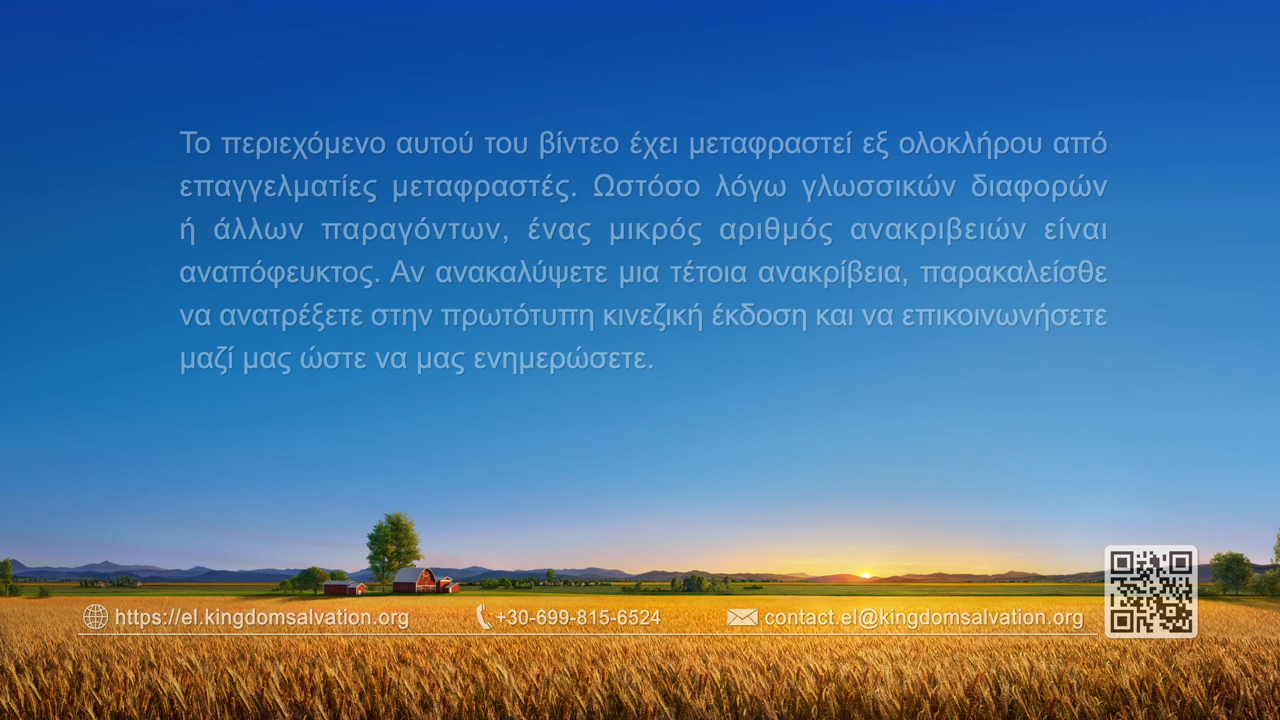 Το περιεχόμενο αυτού του βίντεο έχει μεταφραστεί εξ ολοκλήρου από
επαγγελματίες μεταφραστές. Ωστόσο λόγω γλωσσικών διαφορών
ή άλλων παραγόντων, ένας μικρός αριθμός ανακριβειών είναι
αναπόφευκτος. Αν ανακαλύψετε μια τέτοια ανακρίβεια, παρακαλείσθε
να ανατρέξετε στην πρωτότυπη κινεζική έκδοση και να επικοινωνήσετε
μαζί μας ώστε να μας ενημερώσετε.
https://el.kingdomsalvation.org +30-699-815-6524 contact.el@kingdomsalvation.org